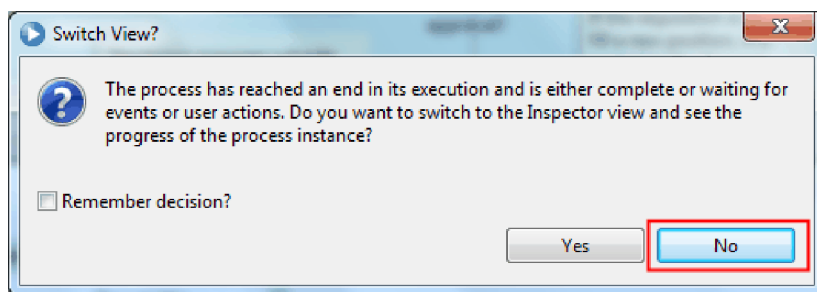 Switch View?
The process has reached an end in its execution and is either complete or waiting for
events or user actions. Do you want to switch to the Inspector view and see the
progress of the process instance?
Remember decision?
Yes
No